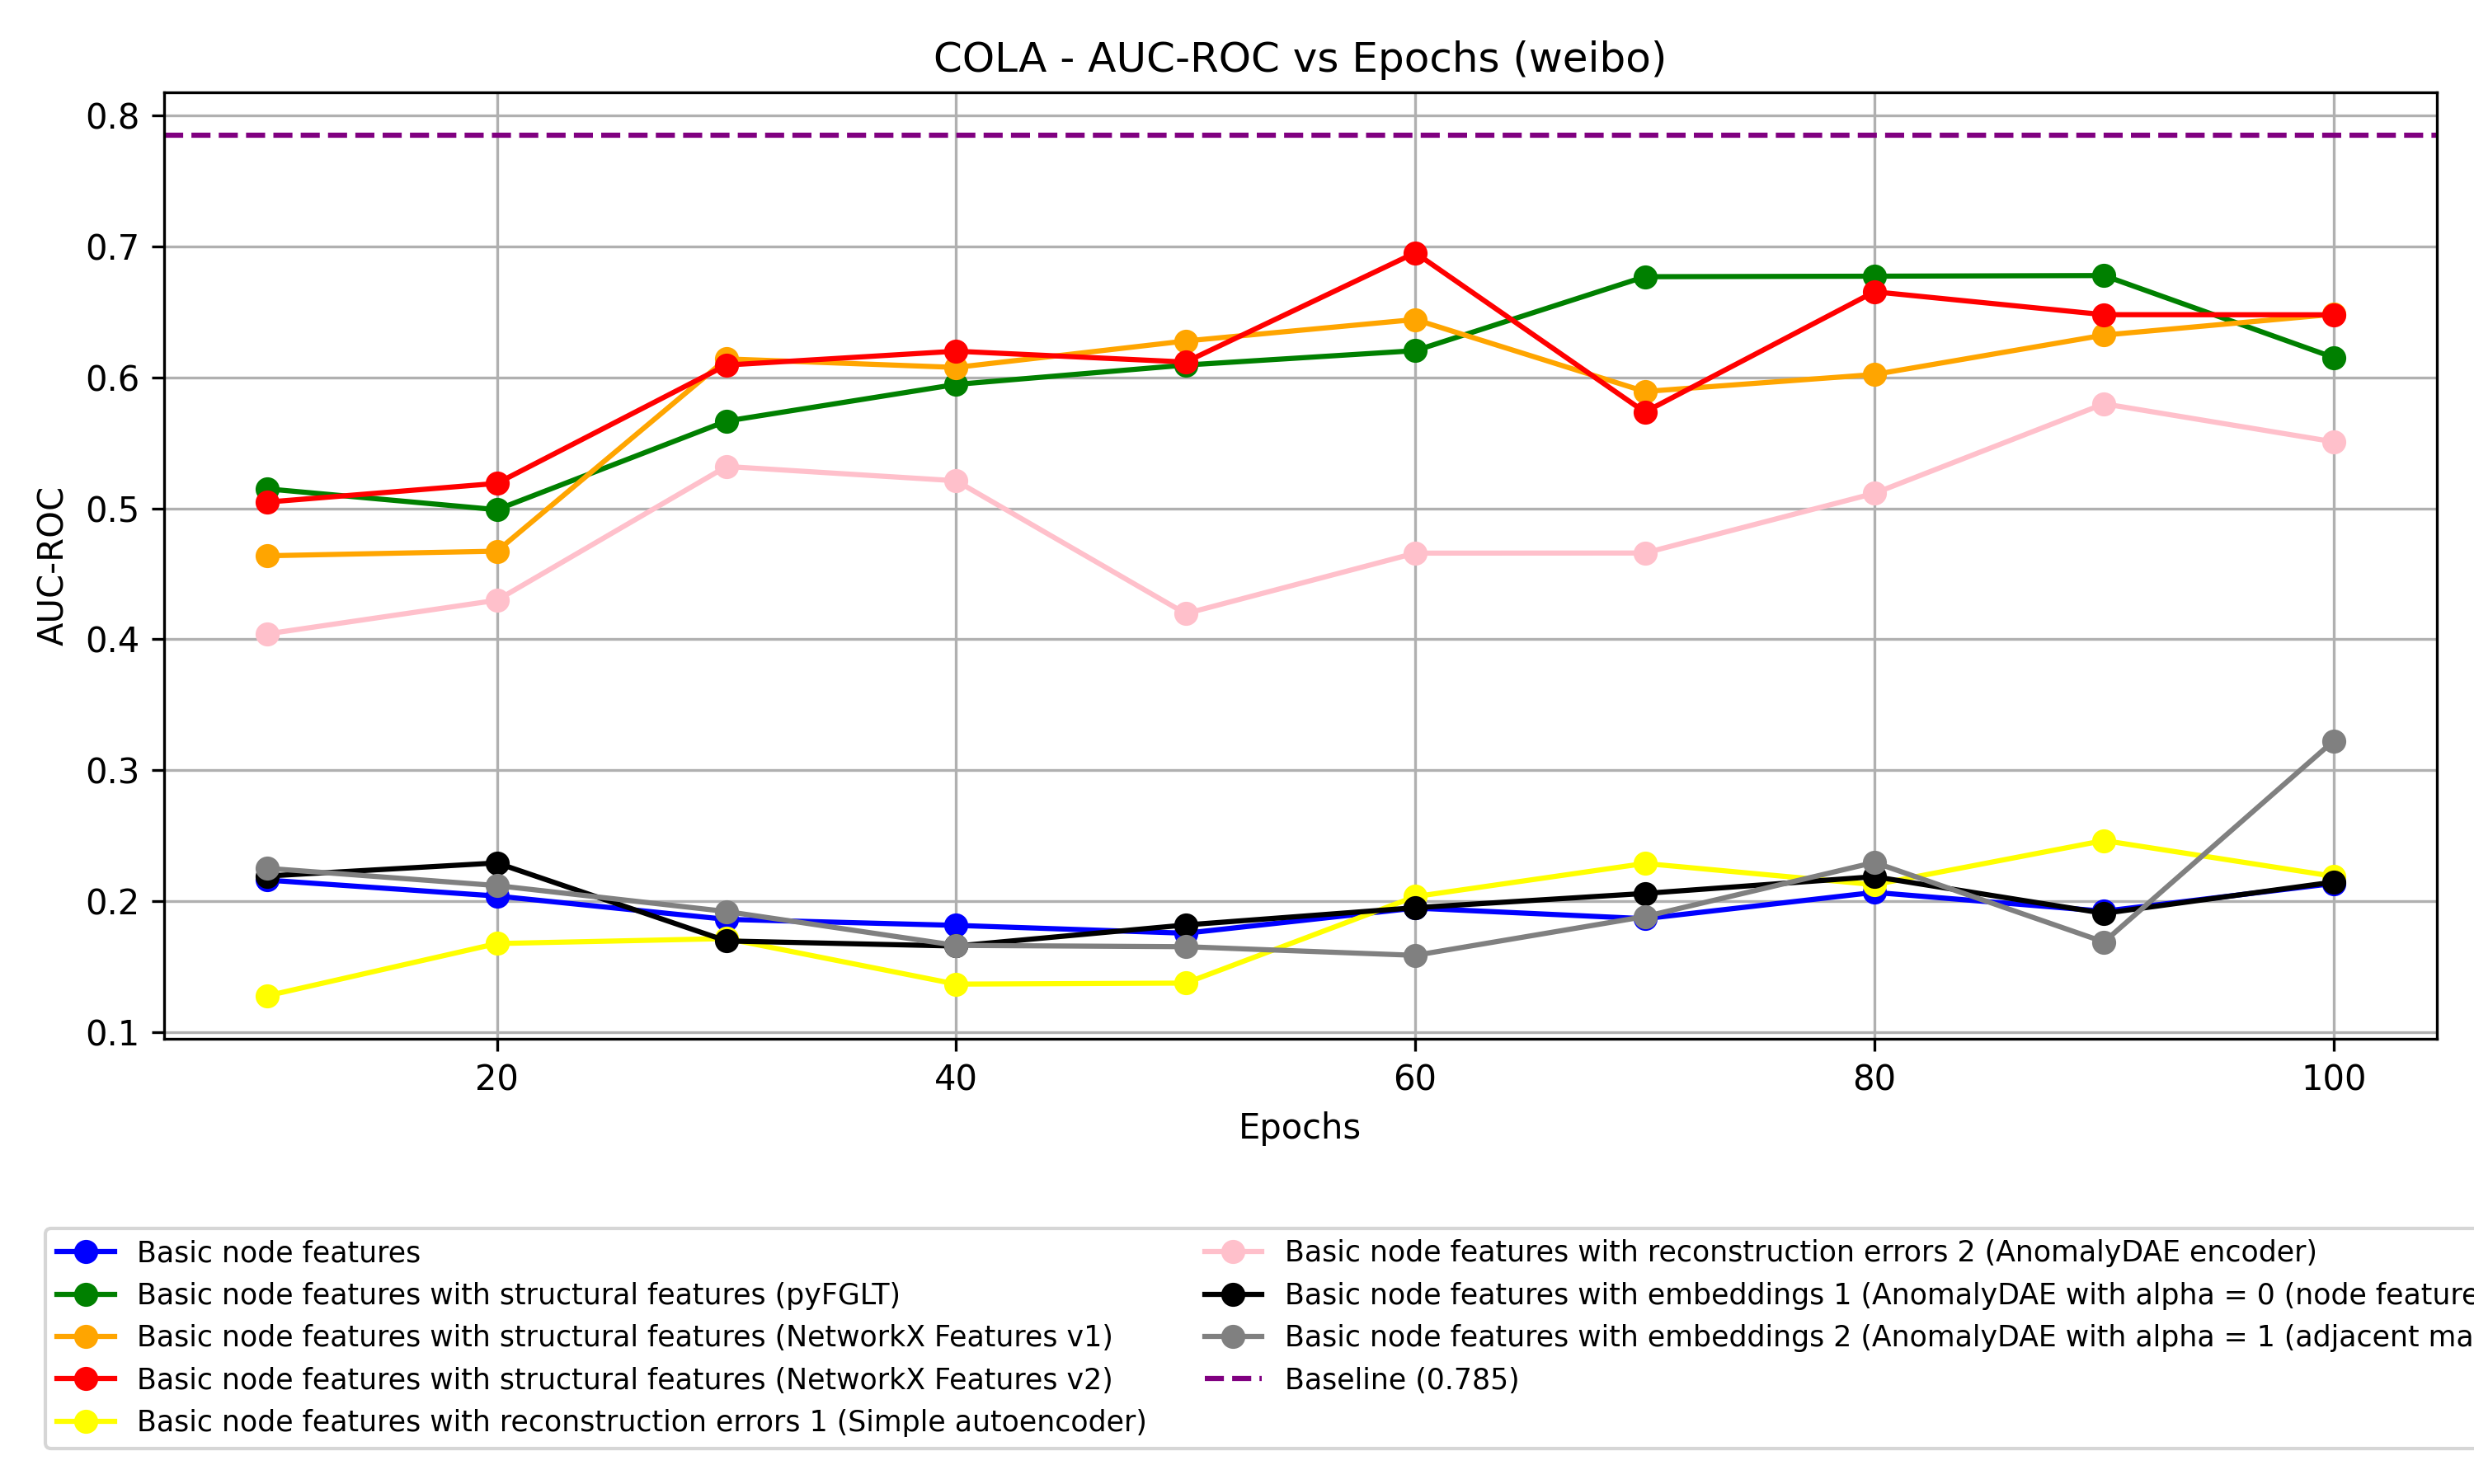 COLA - AUC-ROC vs Epochs (weibo)
0.8
0.7
0.6
0.5
0.4
0.3
0.2
0.1
AUC-ROC
20 40 60 80 100
Epochs
Basic node features
Basic node features with structural features (pyFGLT)
Basic node features with structural features (NetworkX Features v1)
Basic node features with structural features (NetworkX Features v2)
Basic node features with reconstruction errors 1 (Simple autoencoder)
Basic node features with reconstruction errors 2 (AnomalyDAE encoder)
Basic node features with embeddings 1 (AnomalyDAE with alpha = 0 (node feature
Basic node features with embeddings 2 (AnomalyDAE with alpha = 1 (adjacent ma
Baseline (0.785)